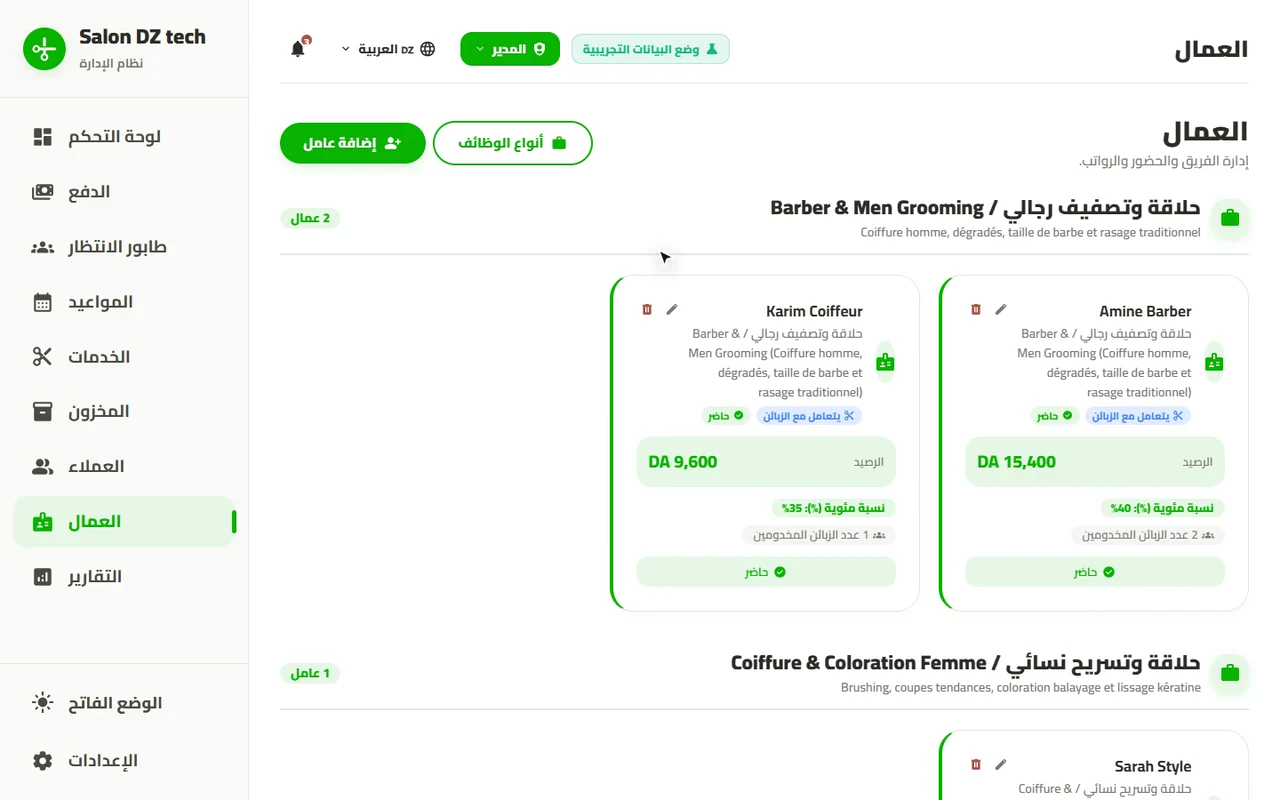 Salon DZ tech
نظام الإدارة
لوحة التحكم
الدفع
طابور الانتظار
المواعيد
الخدمات
المخزون
العملاء
العمال
التقارير
الوضع الفاتح
الإعدادات
العمال
وضع البيانات التجريبية
المدير
DZ العربية
3
العمال
إدارة الفريق والحضور والرواتب.
أنواع الوظائف
إضافة عامل
حلاقة وتصفيف رجالي / Barber & Men Grooming
Coiffure homme, dégradés, taille de barbe et rasage traditionnel
2 عمال
Amine Barber
حلاقة وتصفيف رجالي / Barber &
Men Grooming (Coiffure homme,
dégradés, taille de barbe et
rasage traditionnel)
يتعامل مع الزبائن
حاضر
الرصيد
DA 15,400
نسبة مئوية (%): 40%
2 عدد الزبائن المخدومين
حاضر
Karim Coiffeur
حلاقة وتصفيف رجالي / Barber &
Men Grooming (Coiffure homme,
dégradés, taille de barbe et
rasage traditionnel)
يتعامل مع الزبائن
حاضر
الرصيد
DA 9,600
نسبة مئوية (%): 35%
1 عدد الزبائن المخدومين
حاضر
حلاقة وتسريح نسائي / Coiffure & Coloration Femme
Brushing, coupes tendances, coloration balayage et lissage kératine
1 عامل
Sarah Style
حلاقة وتسريح نسائي / Coiffure &